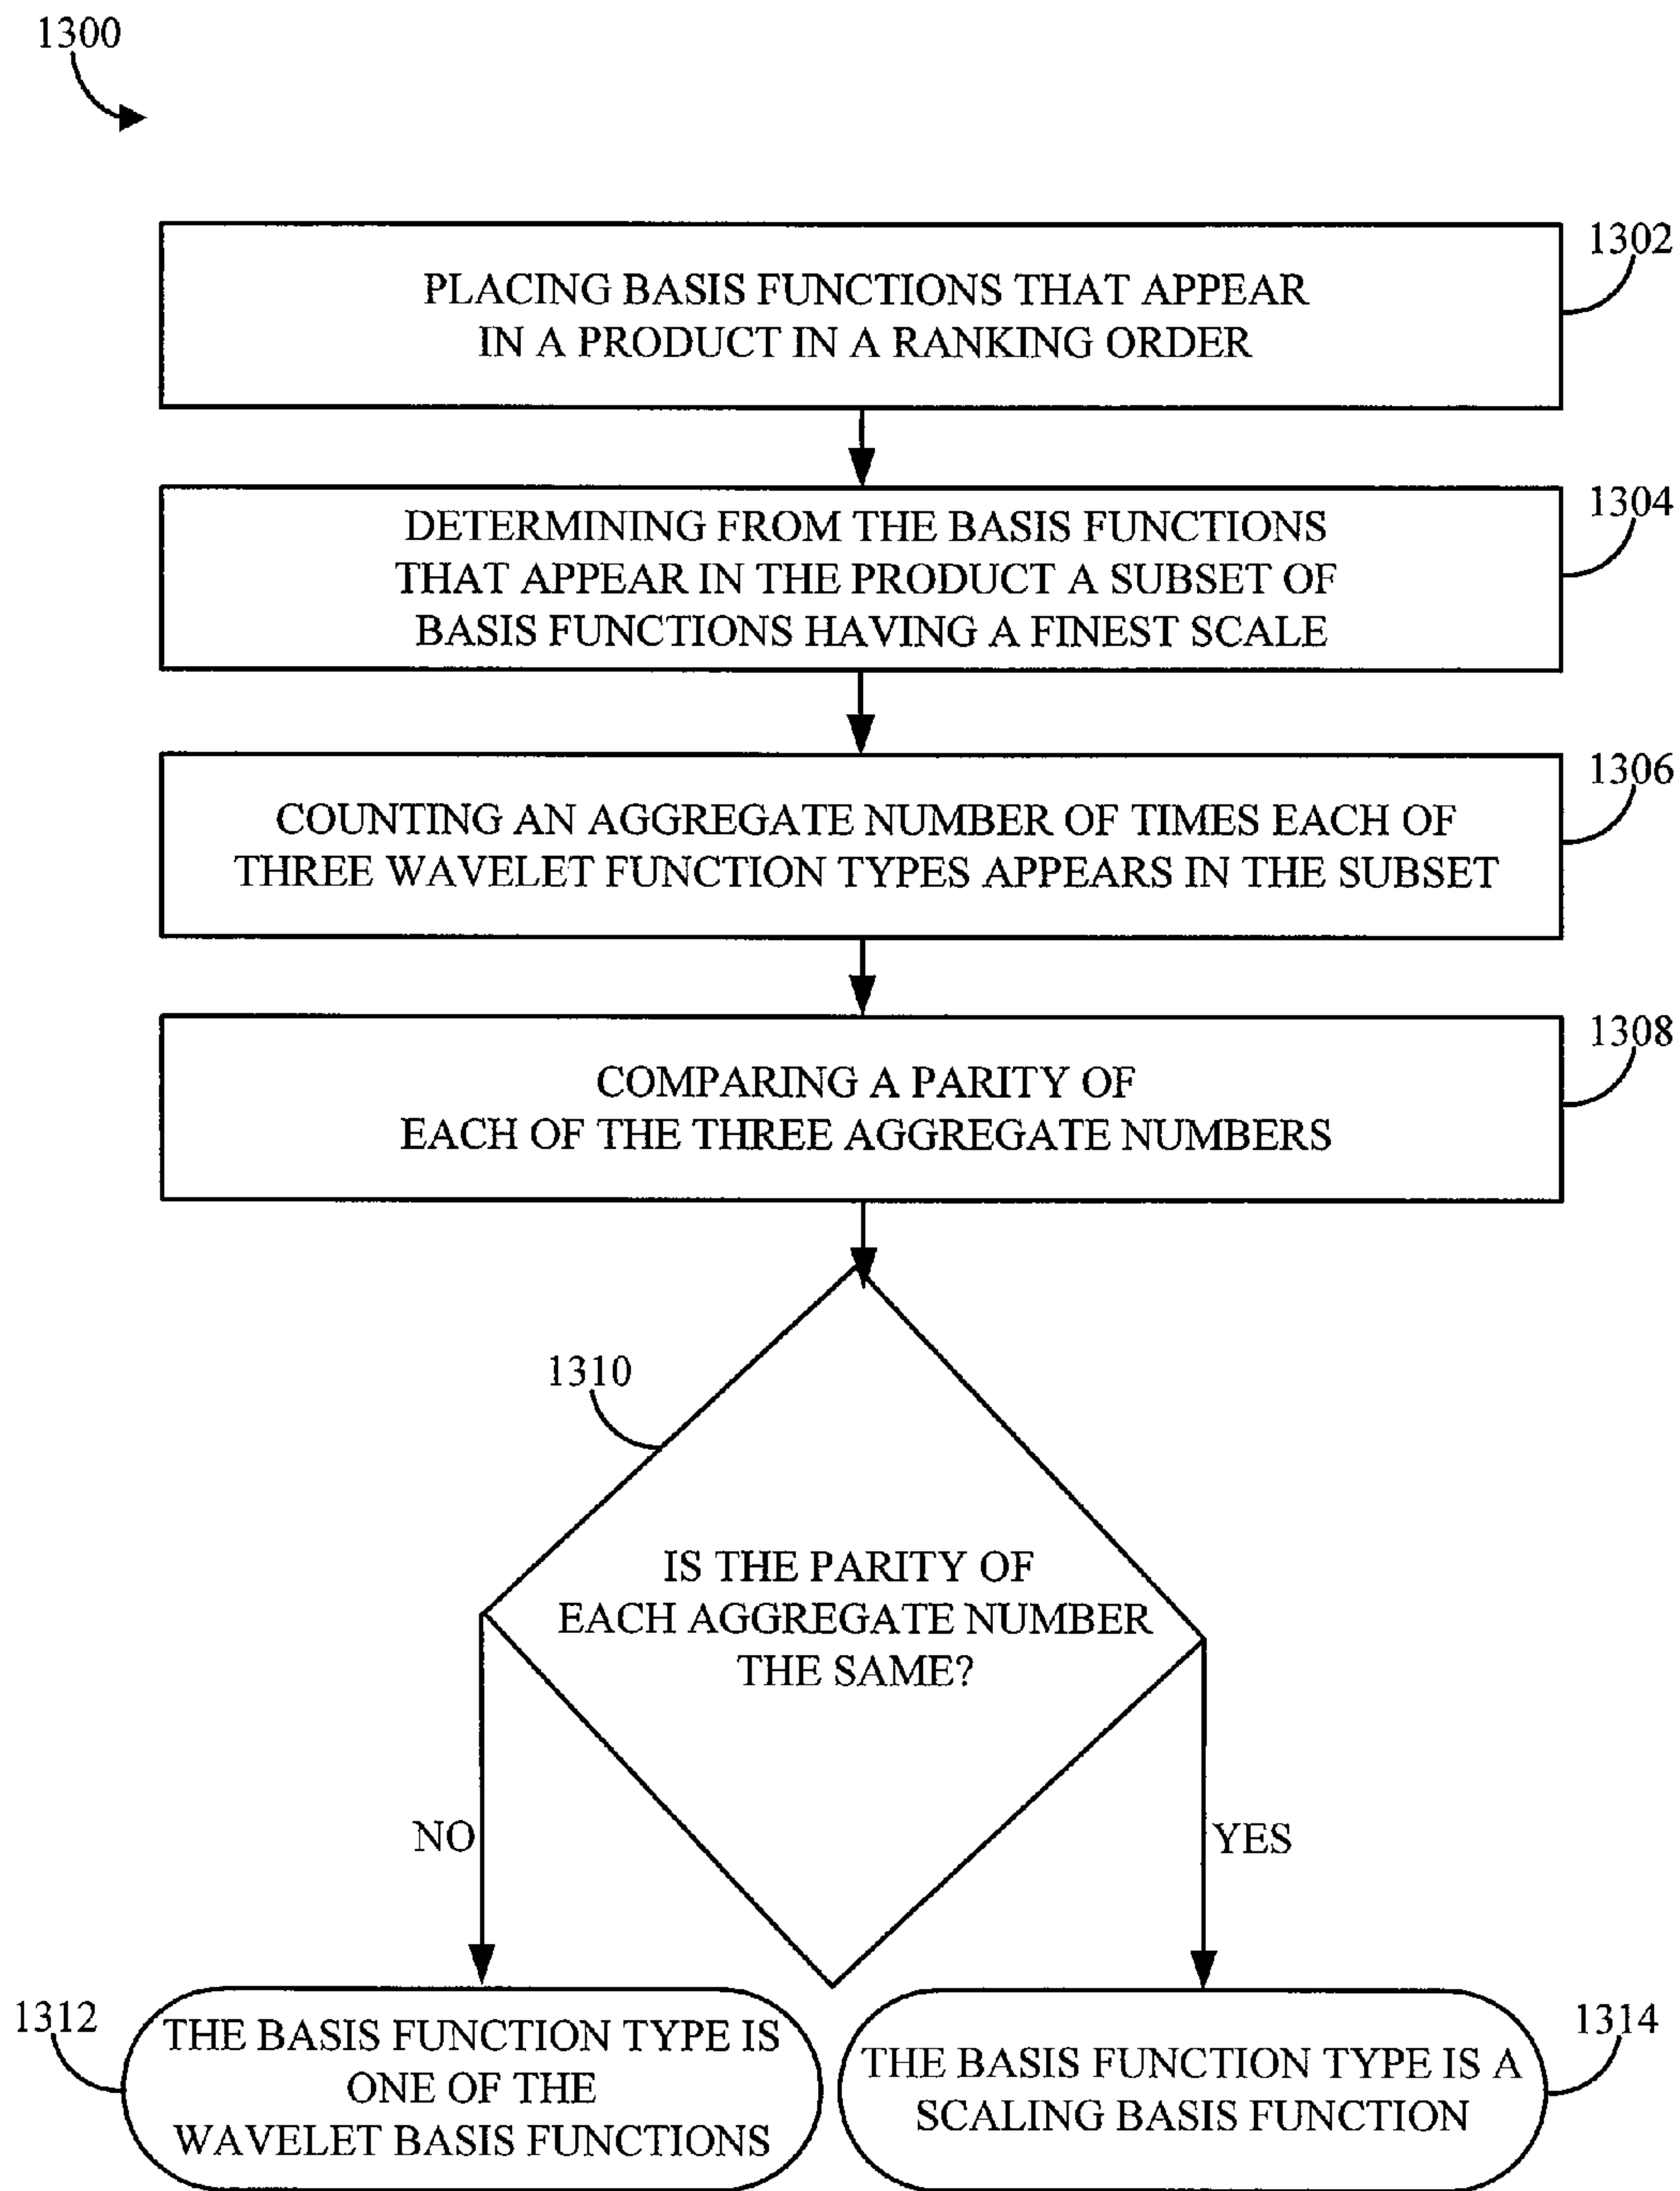 1300
1302
PLACING BASIS FUNCTIONS THAT APPEAR
IN A PRODUCT IN A RANKING ORDER
1304
DETERMINING FROM THE BASIS FUNCTIONS
THAT APPEAR IN THE PRODUCT A SUBSET OF
BASIS FUNCTIONS HAVING A FINEST SCALE
1306
COUNTING AN AGGREGATE NUMBER OF TIMES EACH OF
THREE WAVELET FUNCTION TYPES APPEARS IN THE SUBSET
1308
COMPARING A PARITY OF
EACH OF THE THREE AGGREGATE NUMBERS
1310
IS THE PARITY OF
EACH AGGREGATE NUMBER
THE SAME?
NO
YES
1312
THE BASIS FUNCTION TYPE IS
ONE OF THE
WAVELET BASIS FUNCTIONS
1314
THE BASIS FUNCTION TYPE IS A
SCALING BASIS FUNCTION